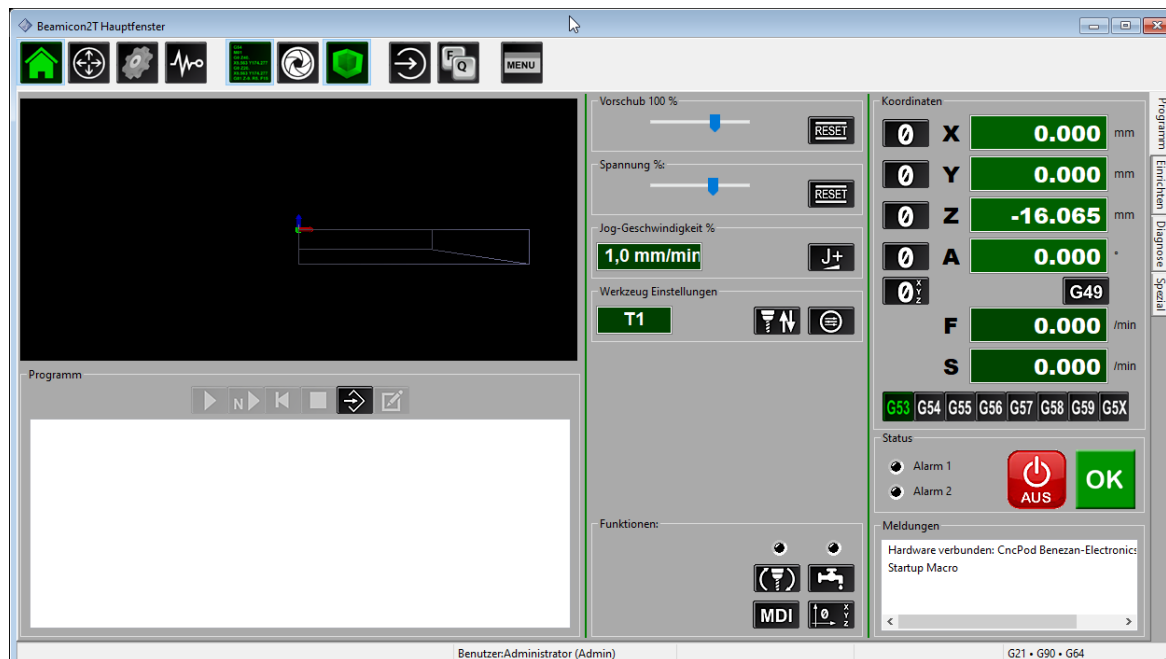 Beamicon2T Hauptfenster
F
Q
MENU
Vorschub 100 %
RESET
Spannung %:
RESET
Jog-Geschwindigkeit %
1,0 mm/min
J+
Werkzeug Einstellungen
T1
Programm
N
Funktionen:
MDI
0 X Y Z
Koordinaten
0 X 0.000 mm
0 Y 0.000 mm
0 Z -16.065 mm
0 A 0.000 °
0 X Y Z G49
F 0.000 /min
S 0.000 /min
G53 G54 G55 G56 G57 G58 G59 G5X
Status
Alarm 1
Alarm 2
AUS
OK
Meldungen
Hardware verbunden: CncPod Benezan-Electronics
Startup Macro
Programm
Einrichten
Diagnose
Spezial
Benutzer:Administrator (Admin)
G21 • G90 • G64